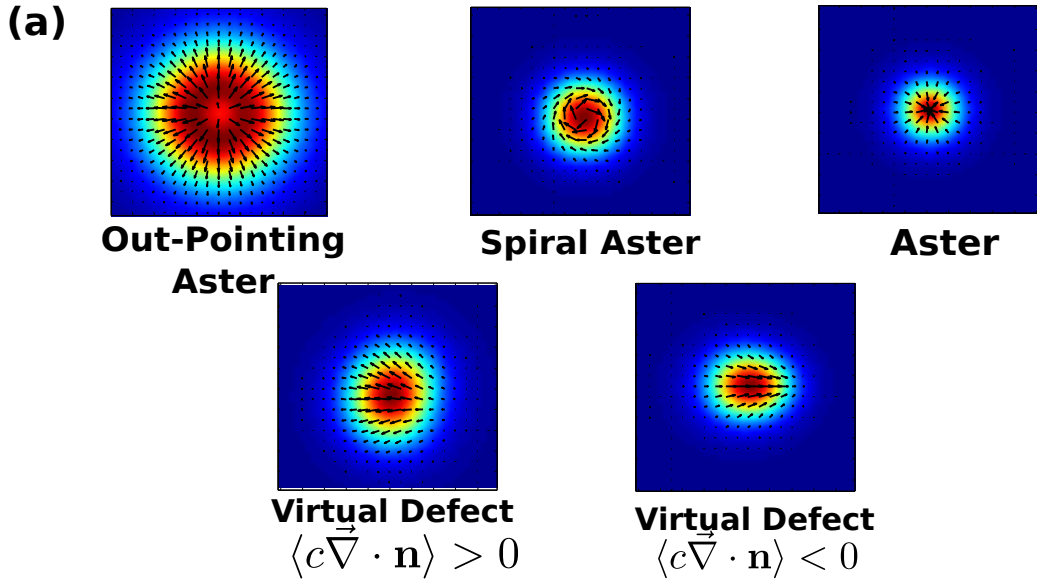 (a)
Out-Pointing
Aster
Spiral Aster
Aster
Virtual Defect
⟨c∇⃗ · n⟩ > 0
Virtual Defect
⟨c∇⃗ · n⟩ < 0